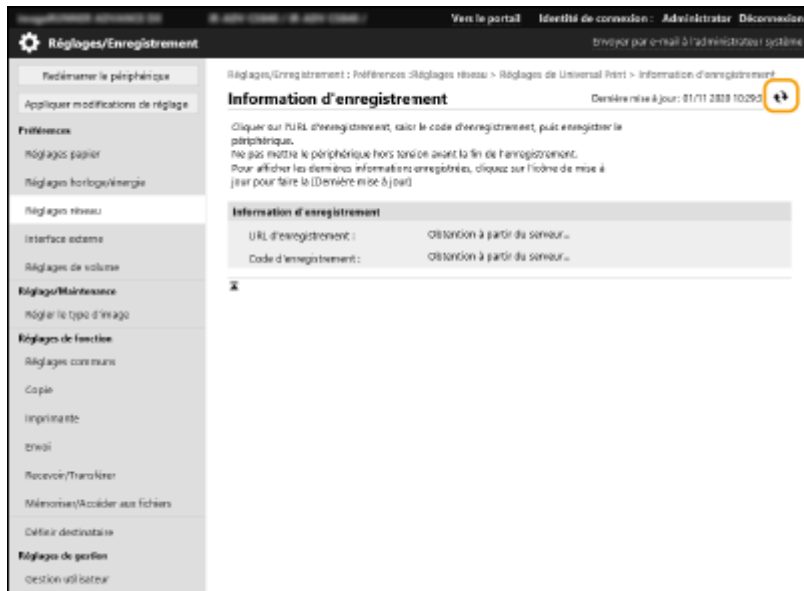 Vers le portail Identité de connexion : Administrator Déconnexion
Réglages/Enregistrement
Envoyer par e-mail à l'administrateur système
Redémarrer le périphérique
Appliquer modifications de réglage
Préférences
Réglages papier
Réglages horloge/énergie
Réglages réseau
Interface externe
Réglages de volume
Réglage/Maintenance
Régler le type d'image
Réglages de fonction
Réglages communs
Copie
Imprimante
Envoi
Recevoir/Transférer
Mémoriser/Accéder aux fichiers
Définir destinataire
Réglages de gestion
Gestion utilisateur
Réglages/Enregistrement : Préférences :Réglages réseau > Réglages de Universal Print > Information d'enregistrement
Information d'enregistrement
Dernière mise à jour : 01/11 2020 10:29:
Cliquer sur l'URL d'enregistrement, saisir le code d'enregistrement, puis enregistrer le
périphérique.
Ne pas mettre le périphérique hors tension avant la fin de l'enregistrement.
Pour afficher les dernières informations enregistrées, cliquez sur l'icône de mise à
jour pour faire la [Dernière mise à jour]
Information d'enregistrement
URL d'enregistrement : Obtention à partir du serveur...
Code d'enregistrement : Obtention à partir du serveur...